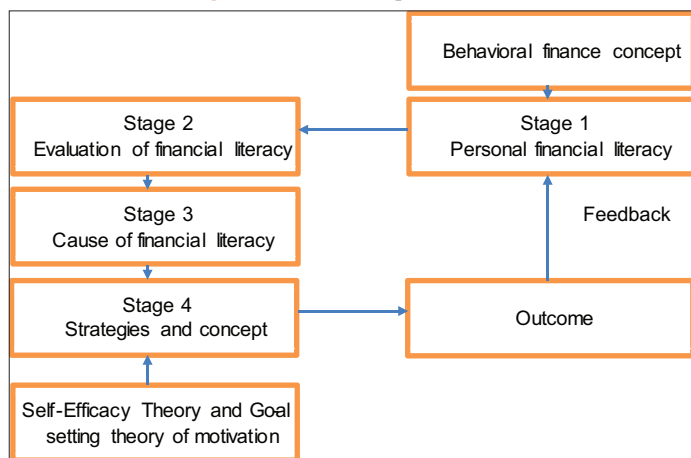 Behavioral finance concept
Stage 1
Personal financial literacy
Stage 2
Evaluation of financial literacy
Stage 3
Cause of financial literacy
Stage 4
Strategies and concept
Self-Efficacy Theory and Goal
setting theory of motivation
Outcome
Feedback